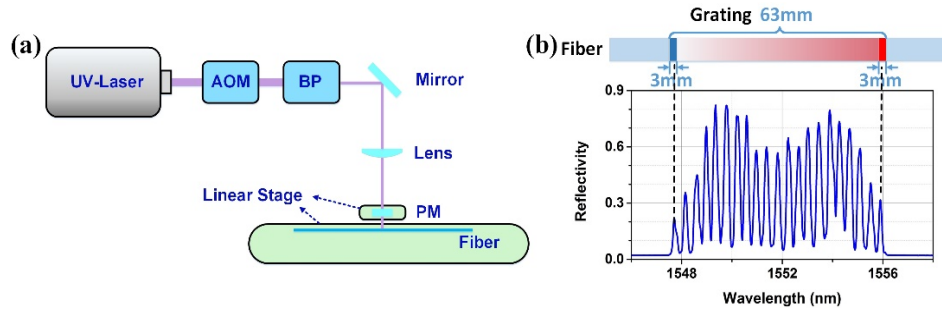 (a)
UV-Laser
AOM
BP
Mirror
Lens
Linear Stage
PM
Fiber
(b)
Grating 63mm
Fiber
3mm
3mm
0.9
0.6
0.3
0.0
Reflectivity
1548
1552
1556
Wavelength (nm)